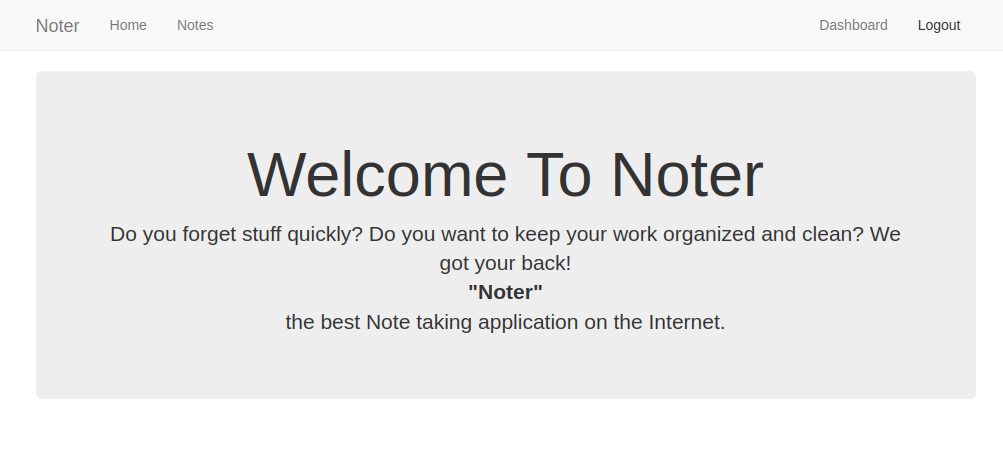 Noter Home Notes Dashboard Logout
Welcome To Noter
Do you forget stuff quickly? Do you want to keep your work organized and clean? We
got your back!
"Noter"
the best Note taking application on the Internet.